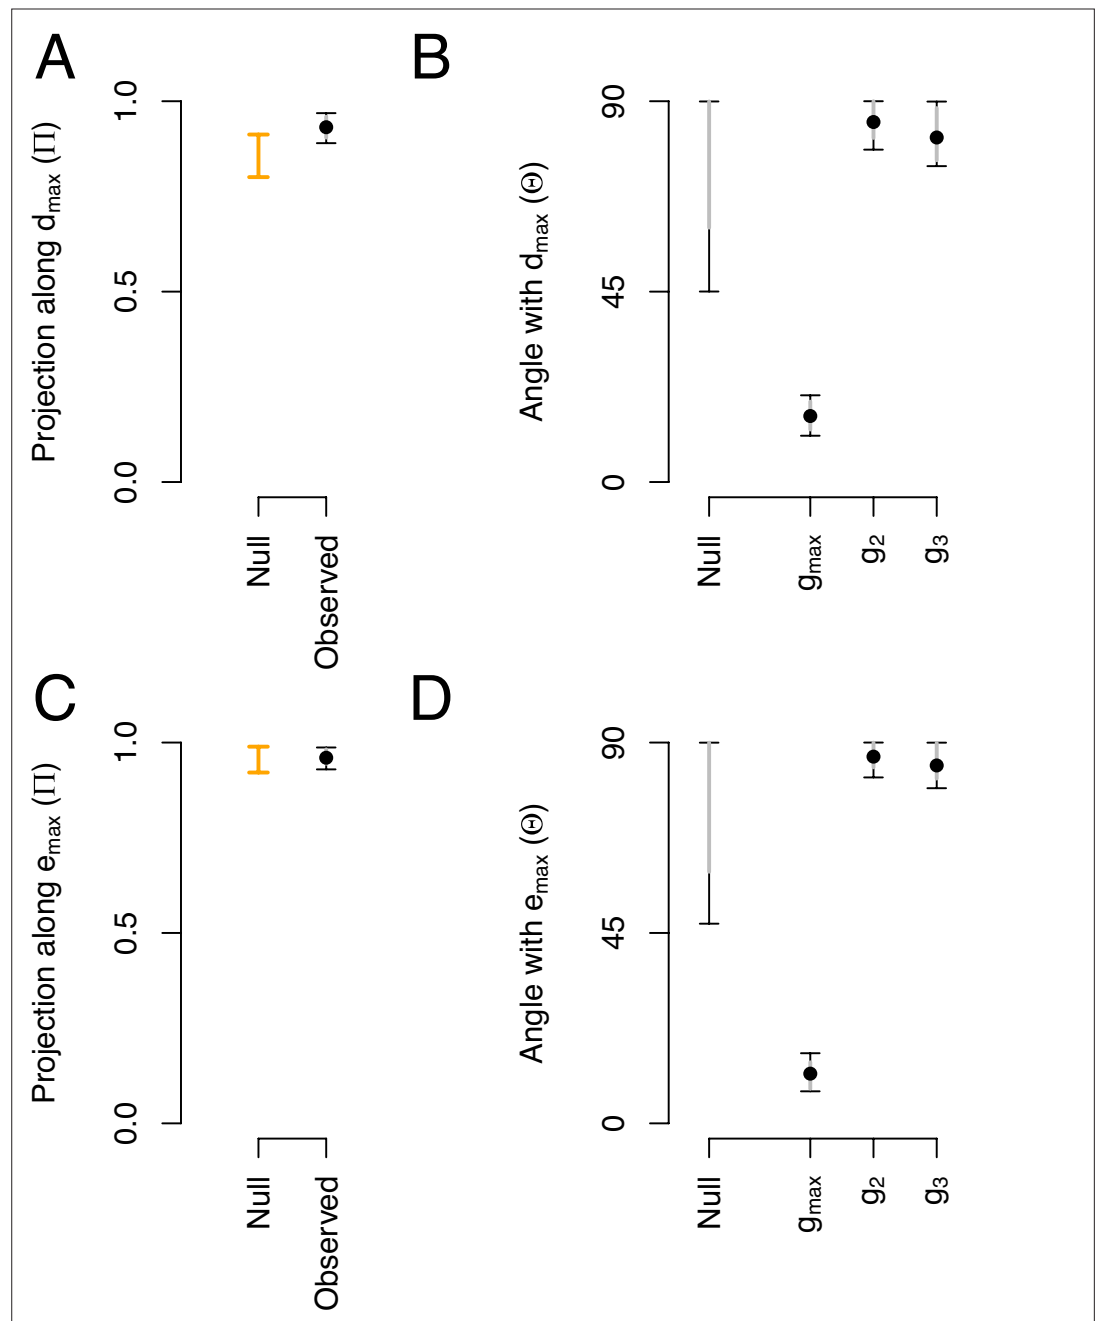 A
Projection along dmax (Π)
1.0
0.5
0.0
Null
Observed
B
Angle with dmax (Θ)
90
45
0
Null
gmax
g2
g3
C
Projection along emax (Π)
1.0
0.5
0.0
Null
Observed
D
Angle with emax (Θ)
90
45
0
Null
gmax
g2
g3